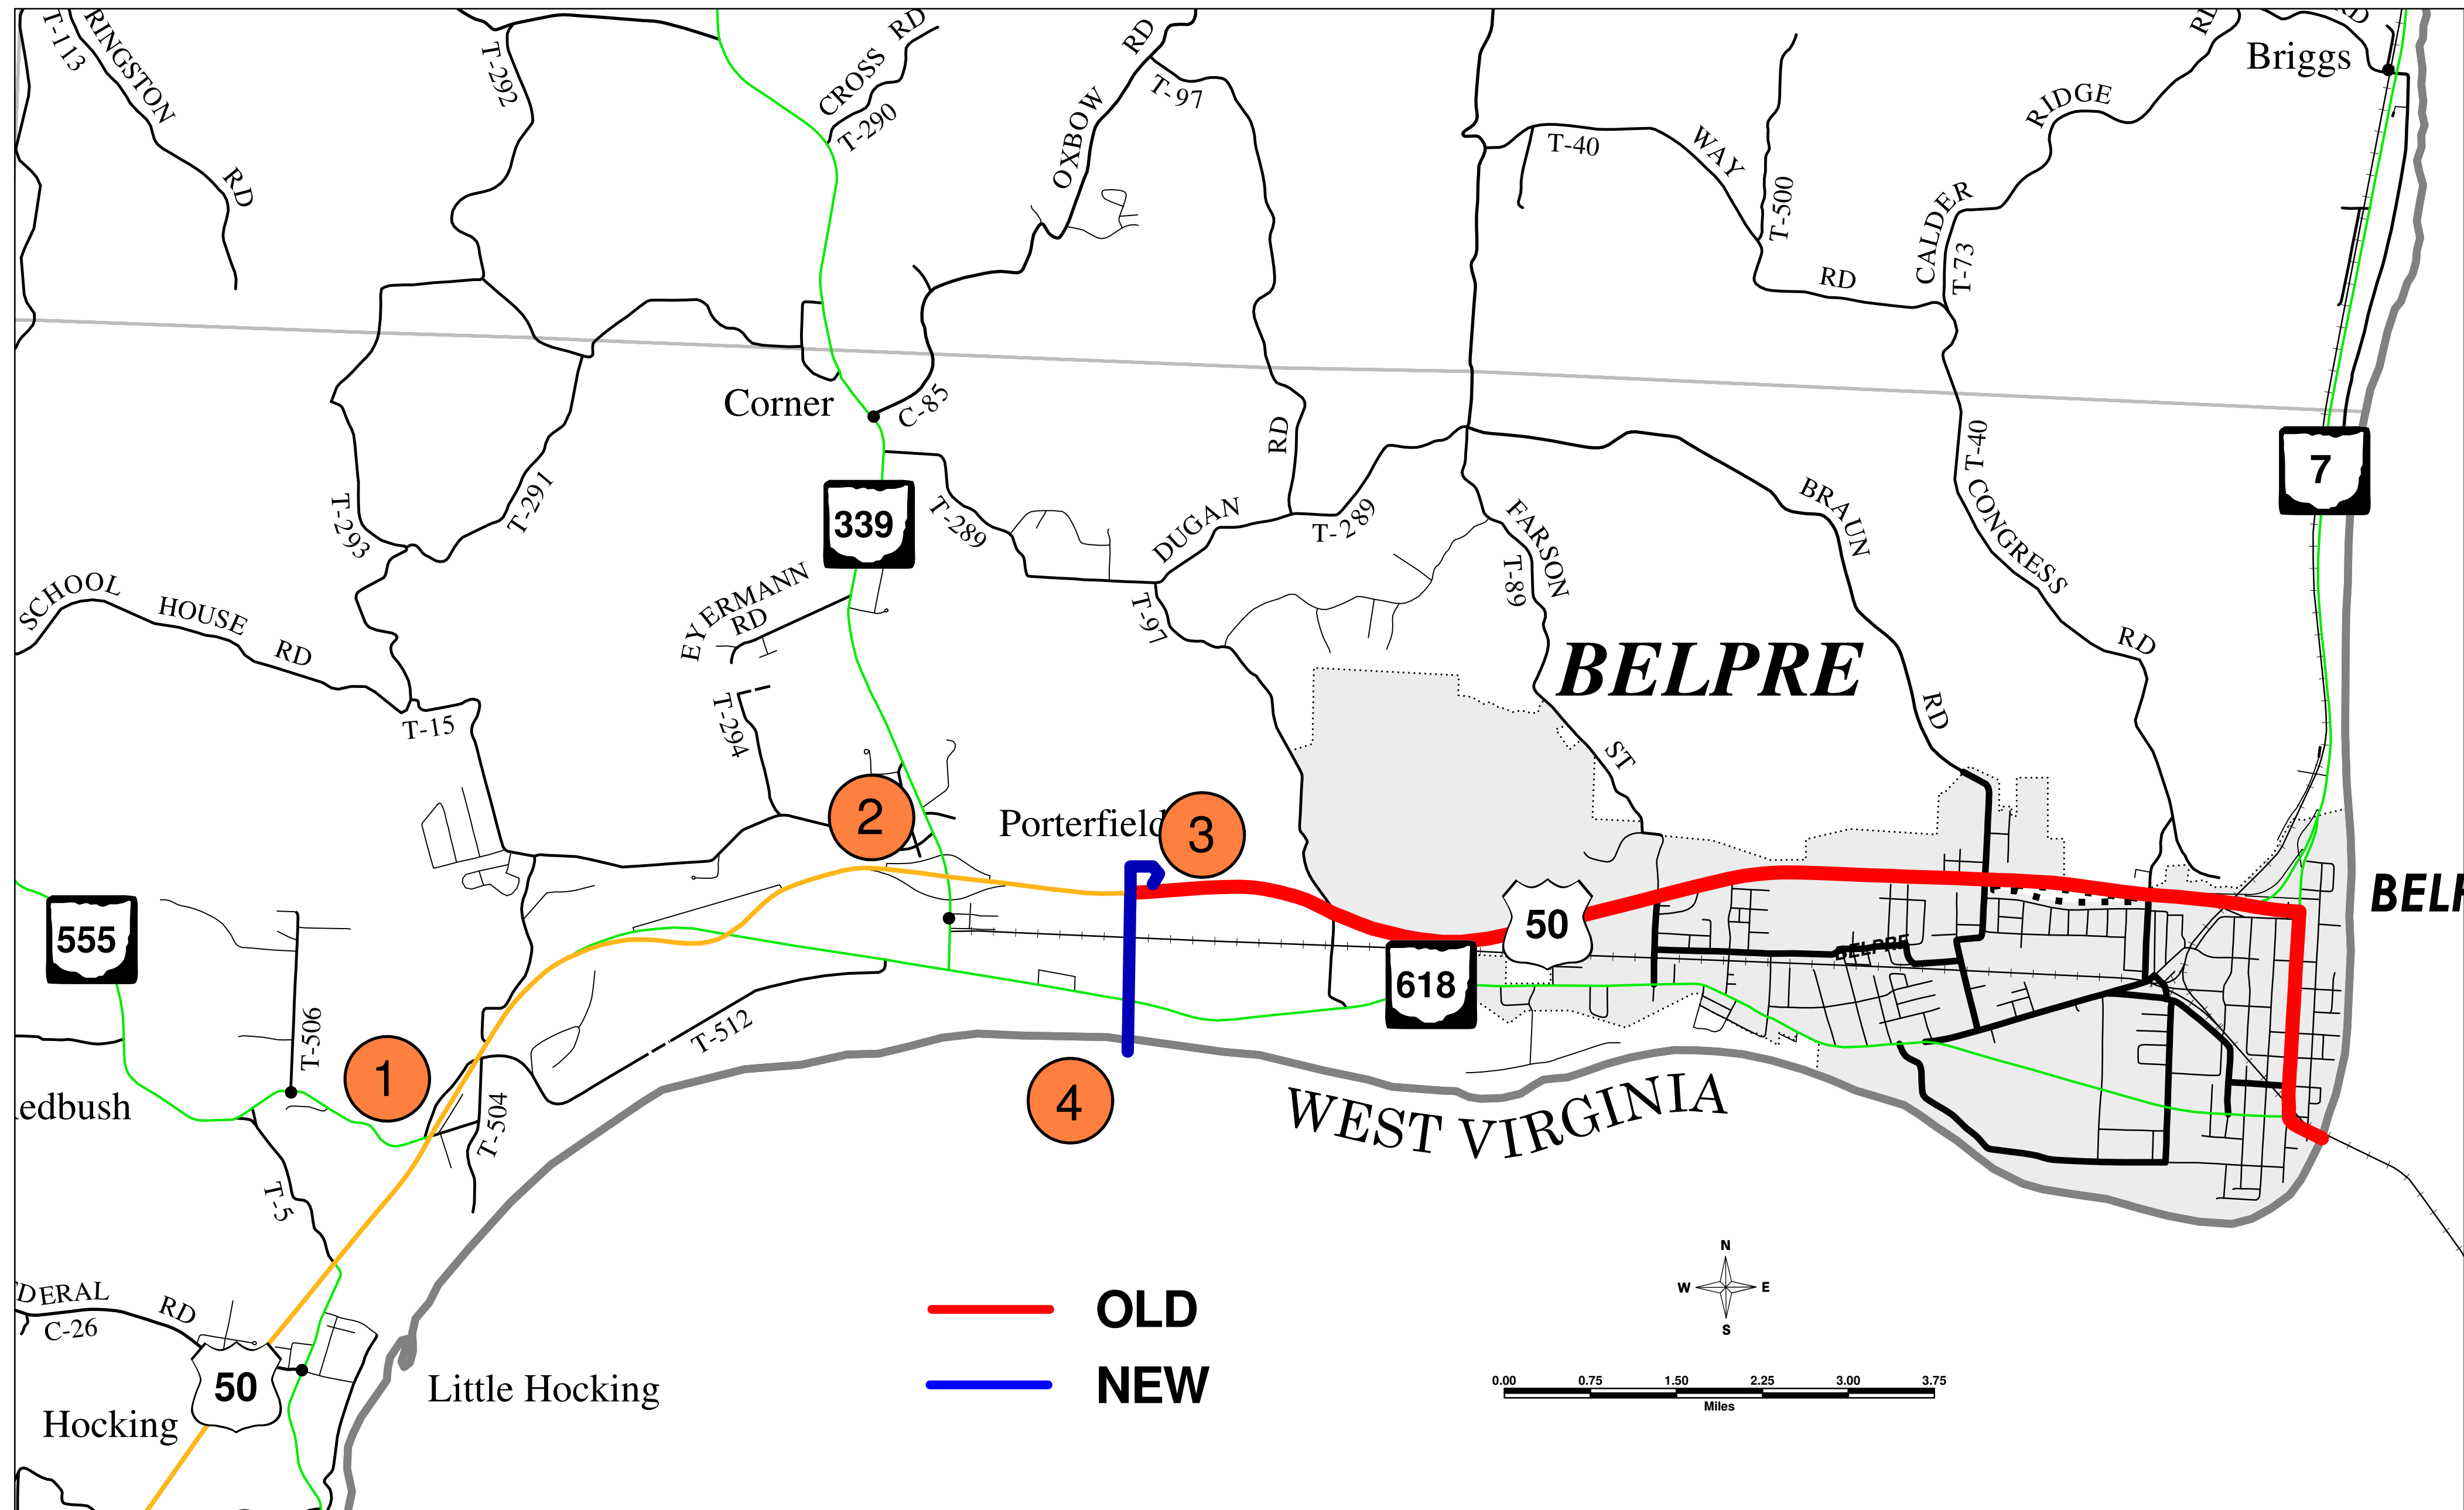 T-113
RINGSTON
RD
T-292
CROSS RD
T-290
OXBOW RD
T-97
T-40
WAY
T-500
RD
CALDER
RIDGE
T-73
RD
Briggs
Corner
C-85
339
T-289
RD
DUGAN
T-289
T-97
FARSON
T-89
ST
BRAUN
RD
T-40
CONGRESS
RD
7
T-293
T-291
SCHOOL HOUSE RD
T-15
EYERMANN
RD
T-294
BELPRE
2
Porterfield
3
50
618
BELPRE
555
T-506
1
T-504
T-512
4
WEST VIRGINIA
T-5
RD
C-26
50
Hocking
Little Hocking
OLD
NEW
N
W E
S
0.00 0.75 1.50 2.25 3.00 3.75
Miles